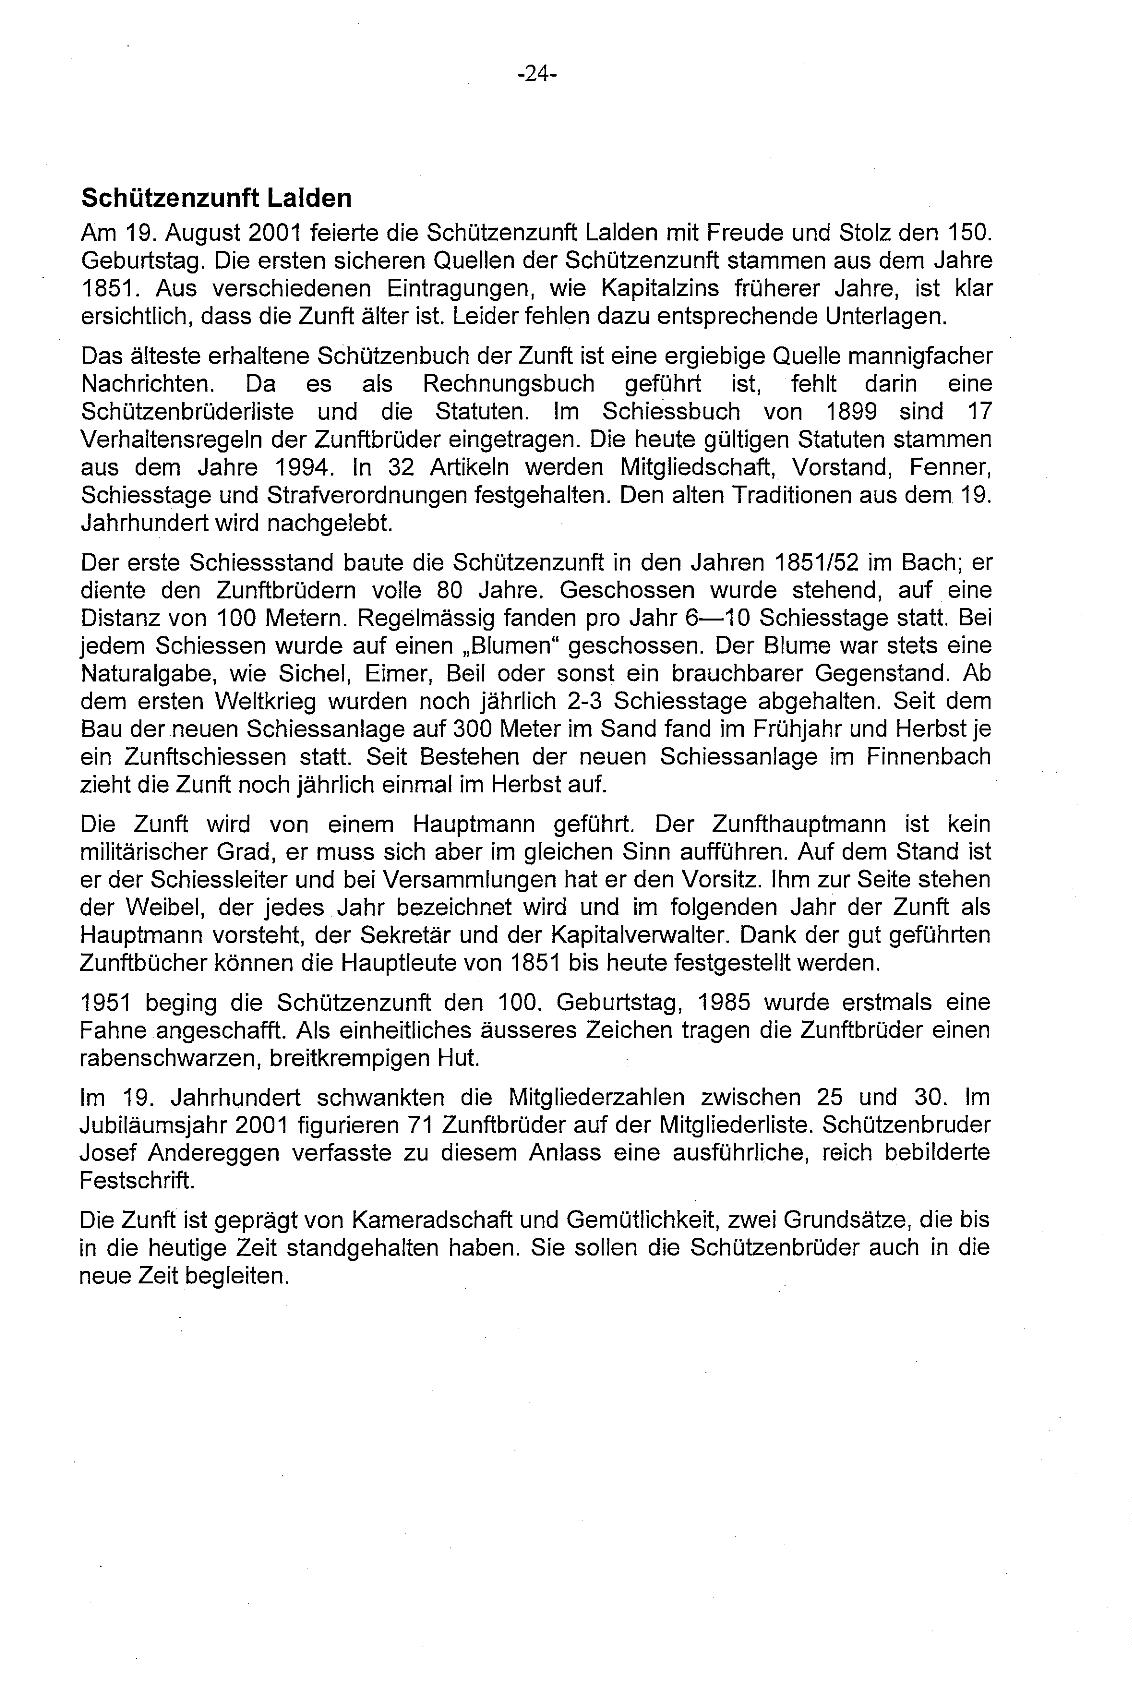 -24-
Schützenzunft Lalden
Am 19. August 2001 feierte die Schützenzunft Lalden mit Freude und Stolz den 150.
Geburtstag. Die ersten sicheren Quellen der Schützenzunft stammen aus dem Jahre
1851. Aus verschiedenen Eintragungen, wie Kapitalzins früherer Jahre, ist klar
ersichtlich, dass die Zunft älter ist. Leider fehlen dazu entsprechende Unterlagen.
Das älteste erhaltene Schützenbuch der Zunft ist eine ergiebige Quelle mannigfacher
Nachrichten. Da es als Rechnungsbuch geführt ist, fehlt darin eine
Schützenbrüderliste und die Statuten. Im Schiessbuch von 1899 sind 17
Verhaltensregeln der Zunftbrüder eingetragen. Die heute gültigen Statuten stammen
aus dem Jahre 1994. In 32 Artikeln werden Mitgliedschaft, Vorstand, Fenner,
Schiesstage und Strafverordnungen festgehalten. Den alten Traditionen aus dem 19.
Jahrhundert wird nachgelebt.
Der erste Schiessstand baute die Schützenzunft in den Jahren 1851/52 im Bach; er
diente den Zunftbrüdern volle 80 Jahre. Geschossen wurde stehend, auf eine
Distanz von 100 Metern. Regelmässig fanden pro Jahr 6—10 Schiesstage statt. Bei
jedem Schiessen wurde auf einen „Blumen“ geschossen. Der Blume war stets eine
Naturalgabe, wie Sichel, Eimer, Beil oder sonst ein brauchbarer Gegenstand. Ab
dem ersten Weltkrieg wurden noch jährlich 2-3 Schiesstage abgehalten. Seit dem
Bau der neuen Schiessanlage auf 300 Meter im Sand fand im Frühjahr und Herbst je
ein Zunftschiessen statt. Seit Bestehen der neuen Schiessanlage im Finnenbach
zieht die Zunft noch jährlich einmal im Herbst auf.
Die Zunft wird von einem Hauptmann geführt. Der Zunfthauptmann ist kein
militärischer Grad, er muss sich aber im gleichen Sinn aufführen. Auf dem Stand ist
er der Schiessleiter und bei Versammlungen hat er den Vorsitz. Ihm zur Seite stehen
der Weibel, der jedes Jahr bezeichnet wird und im folgenden Jahr der Zunft als
Hauptmann vorsteht, der Sekretär und der Kapitalverwalter. Dank der gut geführten
Zunftbücher können die Hauptleute von 1851 bis heute festgestellt werden.
1951 beging die Schützenzunft den 100. Geburtstag, 1985 wurde erstmals eine
Fahne angeschafft. Als einheitliches äusseres Zeichen tragen die Zunftbrüder einen
rabenschwarzen, breitkrempigen Hut.
Im 19. Jahrhundert schwankten die Mitgliederzahlen zwischen 25 und 30. Im
Jubiläumsjahr 2001 figurieren 71 Zunftbrüder auf der Mitgliederliste. Schützenbruder
Josef Andereggen verfasste zu diesem Anlass eine ausführliche, reich bebilderte
Festschrift.
Die Zunft ist geprägt von Kameradschaft und Gemütlichkeit, zwei Grundsätze, die bis
in die heutige Zeit standgehalten haben. Sie sollen die Schützenbrüder auch in die
neue Zeit begleiten.